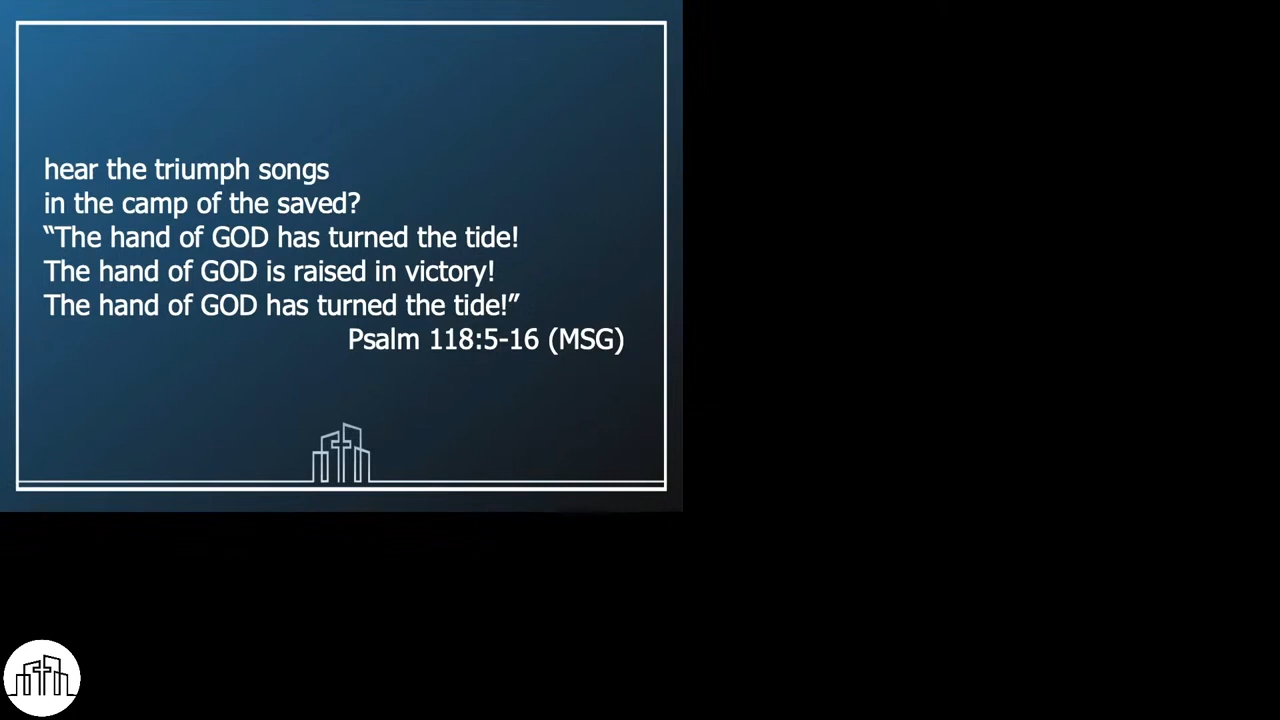 hear the triumph songs
in the camp of the saved?
“The hand of GOD has turned the tide!
The hand of GOD is raised in victory!
The hand of GOD has turned the tide!”
Psalm 118:5-16 (MSG)